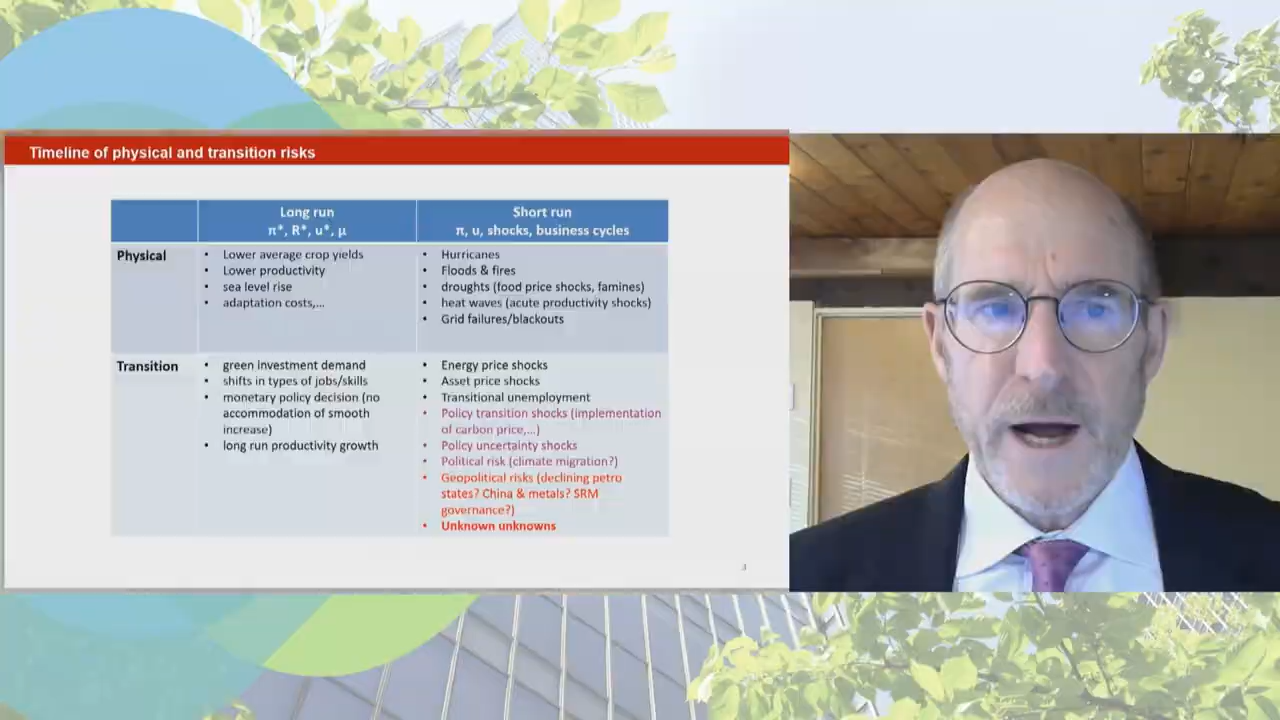 Timeline of physical and transition risks
Long run
π*, R*, u*, μ
Short run
π, u, shocks, business cycles
Physical
• Lower average crop yields
• Lower productivity
• sea level rise
• adaptation costs,...
• Hurricanes
• Floods & fires
• droughts (food price shocks, famines)
• heat waves (acute productivity shocks)
• Grid failures/blackouts
Transition
• green investment demand
• shifts in types of jobs/skills
• monetary policy decision (no
accommodation of smooth
increase)
• long run productivity growth
• Energy price shocks
• Asset price shocks
• Transitional unemployment
• Policy transition shocks (implementation
of carbon price,...)
• Policy uncertainty shocks
• Political risk (climate migration?)
• Geopolitical risks (declining petro
states? China & metals? SRM
governance?)
• Unknown unknowns
3